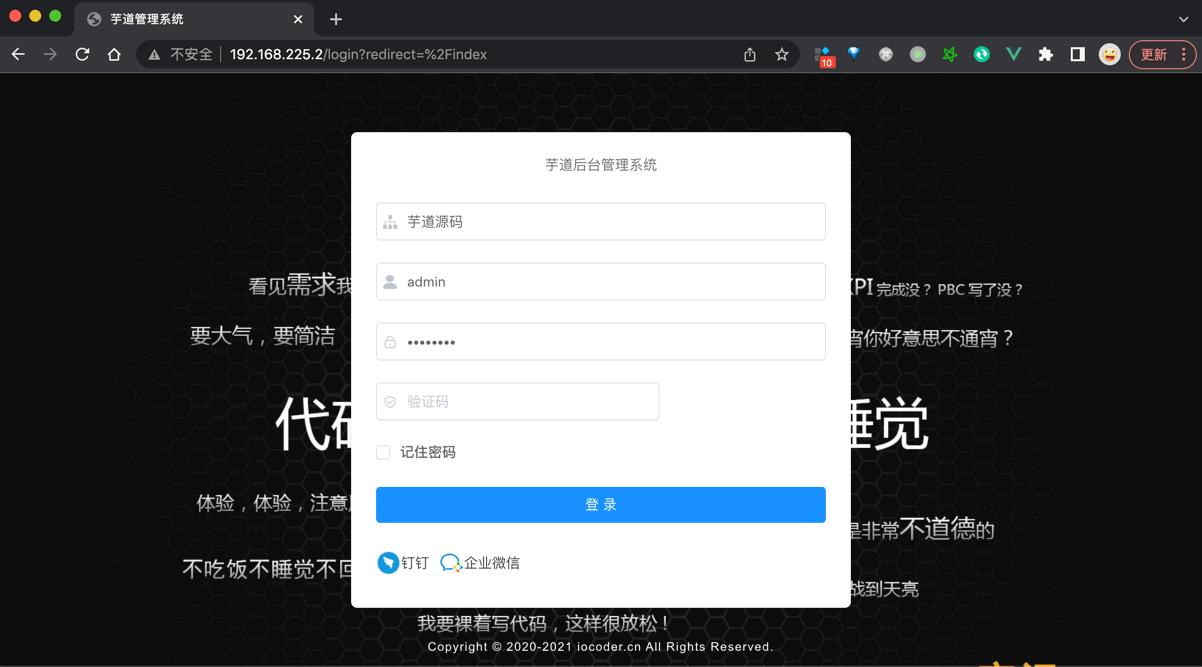 芋道管理系统
不安全 192.168.225.2/login?redirect=%2Findex
10
更新
芋道后台管理系统
芋道源码
admin
验证码
记住密码
登 录
钉钉 企业微信
看见需求我
KPI 完成没？ PBC 写了没？
要大气，要简洁
宵你好意思不通宵？
代码
睡觉
体验，体验，注意
是非常不道德的
不吃饭不睡觉不回
战到天亮
我要裸着写代码，这样很放松！
Copyright © 2020-2021 iocoder.cn All Rights Reserved.